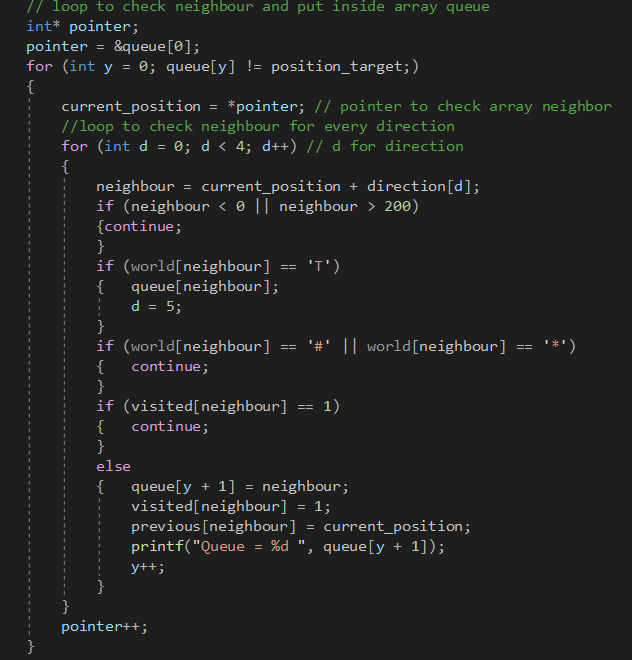 // loop to check neighbour and put inside array queue
int* pointer;
pointer = &queue[0];
for (int y = 0; queue[y] != position_target;)
{
    current_position = *pointer; // pointer to check array neighbor
    //loop to check neighbour for every direction
    for (int d = 0; d < 4; d++) // d for direction
    {
        neighbour = current_position + direction[d];
        if (neighbour < 0 || neighbour > 200)
        {continue;
        }
        if (world[neighbour] == 'T')
        {   queue[neighbour];
            d = 5;
        }
        if (world[neighbour] == '#' || world[neighbour] == '*')
        {   continue;
        }
        if (visited[neighbour] == 1)
        {   continue;
        }
        else
        {   queue[y + 1] = neighbour;
            visited[neighbour] = 1;
            previous[neighbour] = current_position;
            printf("Queue = %d ", queue[y + 1]);
            y++;
        }
    }
    pointer++;
}